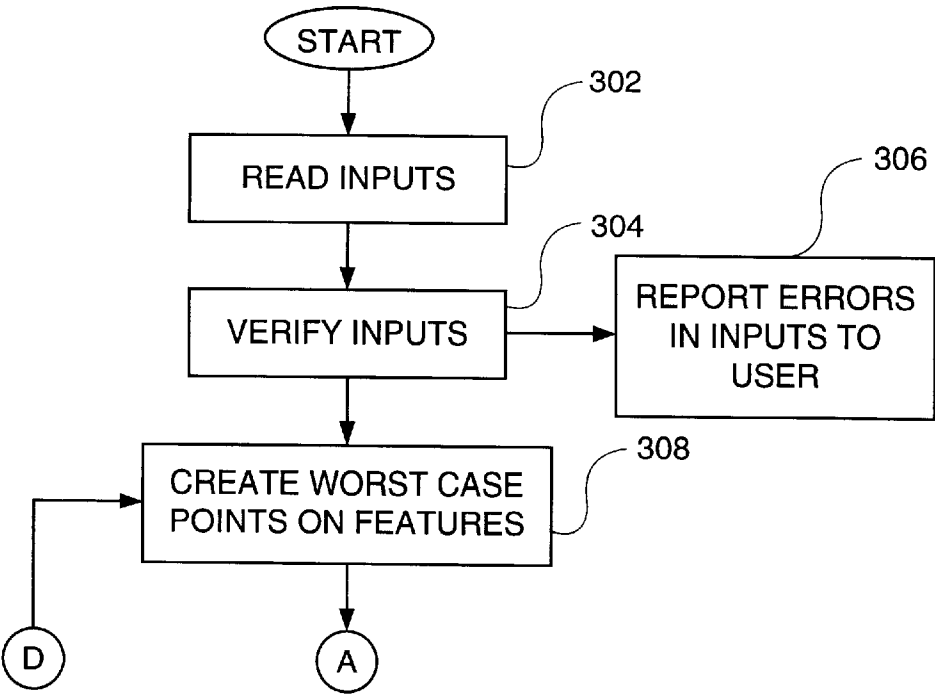 START
302
READ INPUTS
306
304
VERIFY INPUTS
REPORT ERRORS
IN INPUTS TO
USER
308
CREATE WORST CASE
POINTS ON FEATURES
D
A